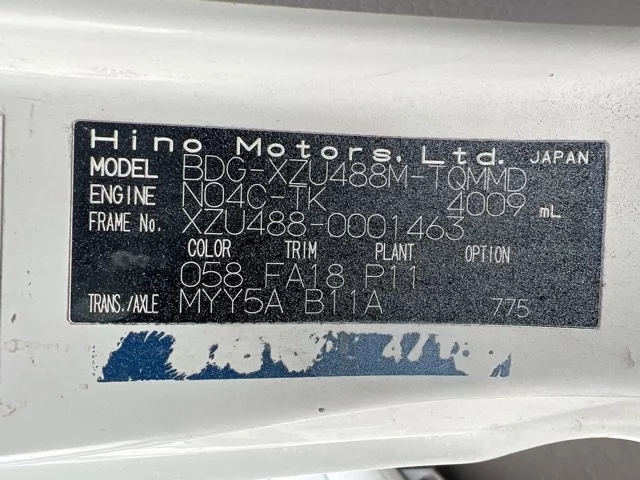 Hino Motors, Ltd. JAPAN
MODEL BDG-XZU488M-TQMMD
ENGINE N04C-TK 4009 mL
FRAME No. XZU488-0001463
COLOR TRIM PLANT OPTION
058 FA18 P11
TRANS./AXLE MYY5A B11A 775